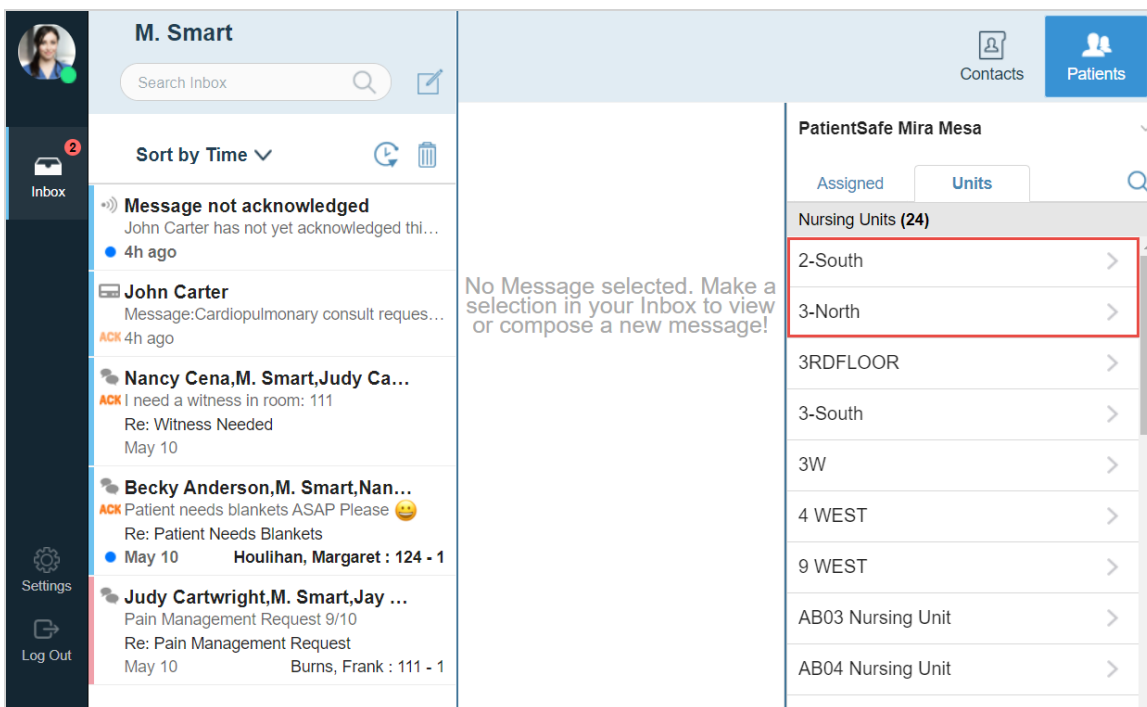 M. Smart
Search Inbox
Contacts
Patients
2
Inbox
Sort by Time
Message not acknowledged
John Carter has not yet acknowledged thi...
4h ago
John Carter
Message:Cardiopulmonary consult reques...
ACK 4h ago
Nancy Cena,M. Smart,Judy Ca...
ACK I need a witness in room: 111
Re: Witness Needed
May 10
Becky Anderson,M. Smart,Nan...
ACK Patient needs blankets ASAP Please 😀
Re: Patient Needs Blankets
May 10 Houlihan, Margaret : 124 - 1
Judy Cartwright,M. Smart,Jay ...
Pain Management Request 9/10
Re: Pain Management Request
May 10 Burns, Frank : 111 - 1
Settings
Log Out
No Message selected. Make a
selection in your Inbox to view
or compose a new message!
PatientSafe Mira Mesa
Assigned
Units
Nursing Units (24)
2-South
3-North
3RDFLOOR
3-South
3W
4 WEST
9 WEST
AB03 Nursing Unit
AB04 Nursing Unit